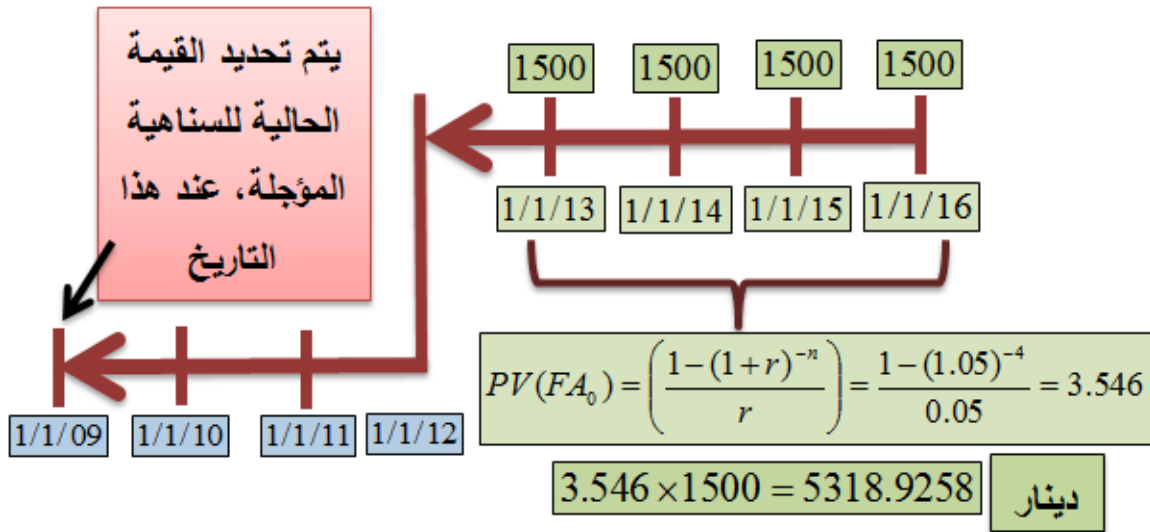 يتم تحديد القيمة
الحالية للسناهية
المؤجلة، عند هذا
التاريخ
1500 1500 1500 1500
1/1/13 1/1/14 1/1/15 1/1/16
1/1/09 1/1/10 1/1/11 1/1/12
PV(FA₀) = (1−(1+r)⁻ⁿ / r) = 1−(1.05)⁻⁴ / 0.05 = 3.546
3.546 × 1500 = 5318.9258 دينار